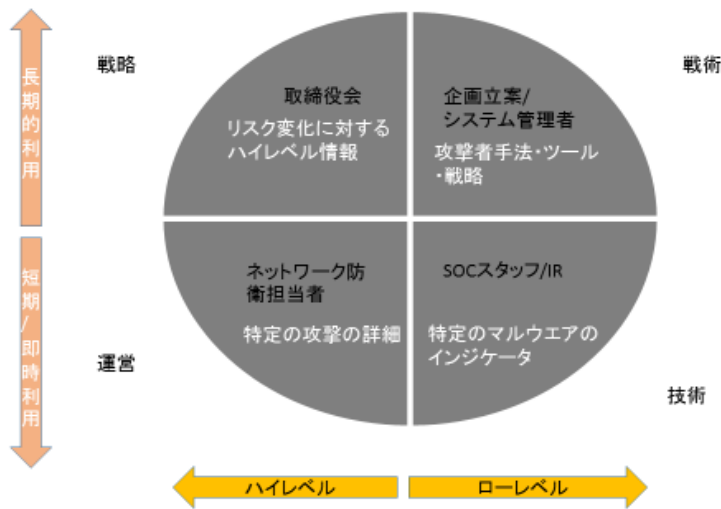 長期的利用
戦略
戦術
取締役会
リスク変化に対する
ハイレベル情報
企画立案/
システム管理者
攻撃者手法・ツール
・戦略
短期/即時利用
運営
技術
ネットワーク防
衛担当者
特定の攻撃の詳細
SOCスタッフ/IR
特定のマルウエアの
インジケータ
ハイレベル
ローレベル